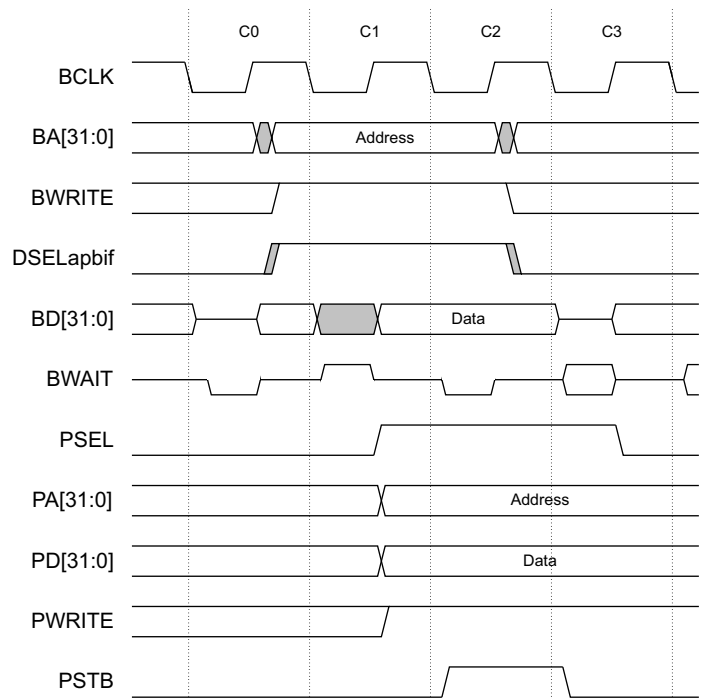 C0 C1 C2 C3
BCLK
BA[31:0] Address
BWRITE
DSELapbif
BD[31:0] Data
BWAIT
PSEL
PA[31:0] Address
PD[31:0] Data
PWRITE
PSTB